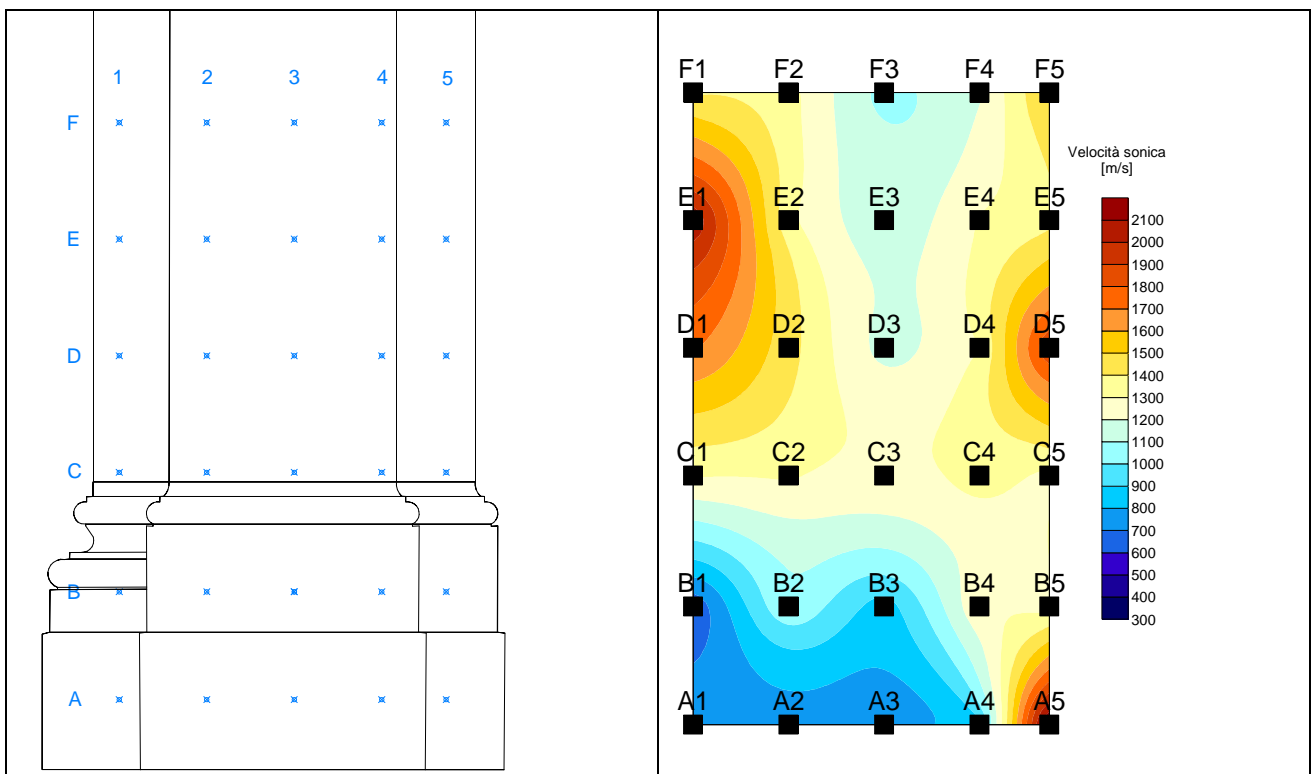 1 2 3 4 5
F
E
D
C
B
A
F1 F2 F3 F4 F5
E1 E2 E3 E4 E5
D1 D2 D3 D4 D5
C1 C2 C3 C4 C5
B1 B2 B3 B4 B5
A1 A2 A3 A4 A5
Velocità sonica
[m/s]
2100
2000
1900
1800
1700
1600
1500
1400
1300
1200
1100
1000
900
800
700
600
500
400
300